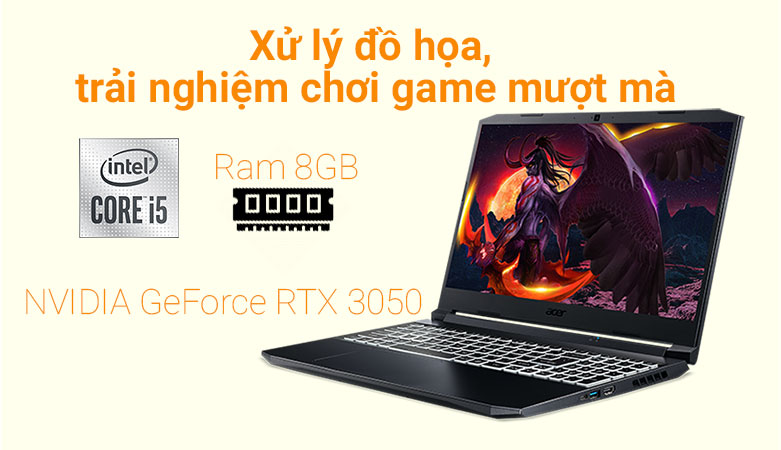 Xử lý đồ họa,
trải nghiệm chơi game mượt mà
intel
CORE i5
Ram 8GB
NVIDIA GeForce RTX 3050
acer